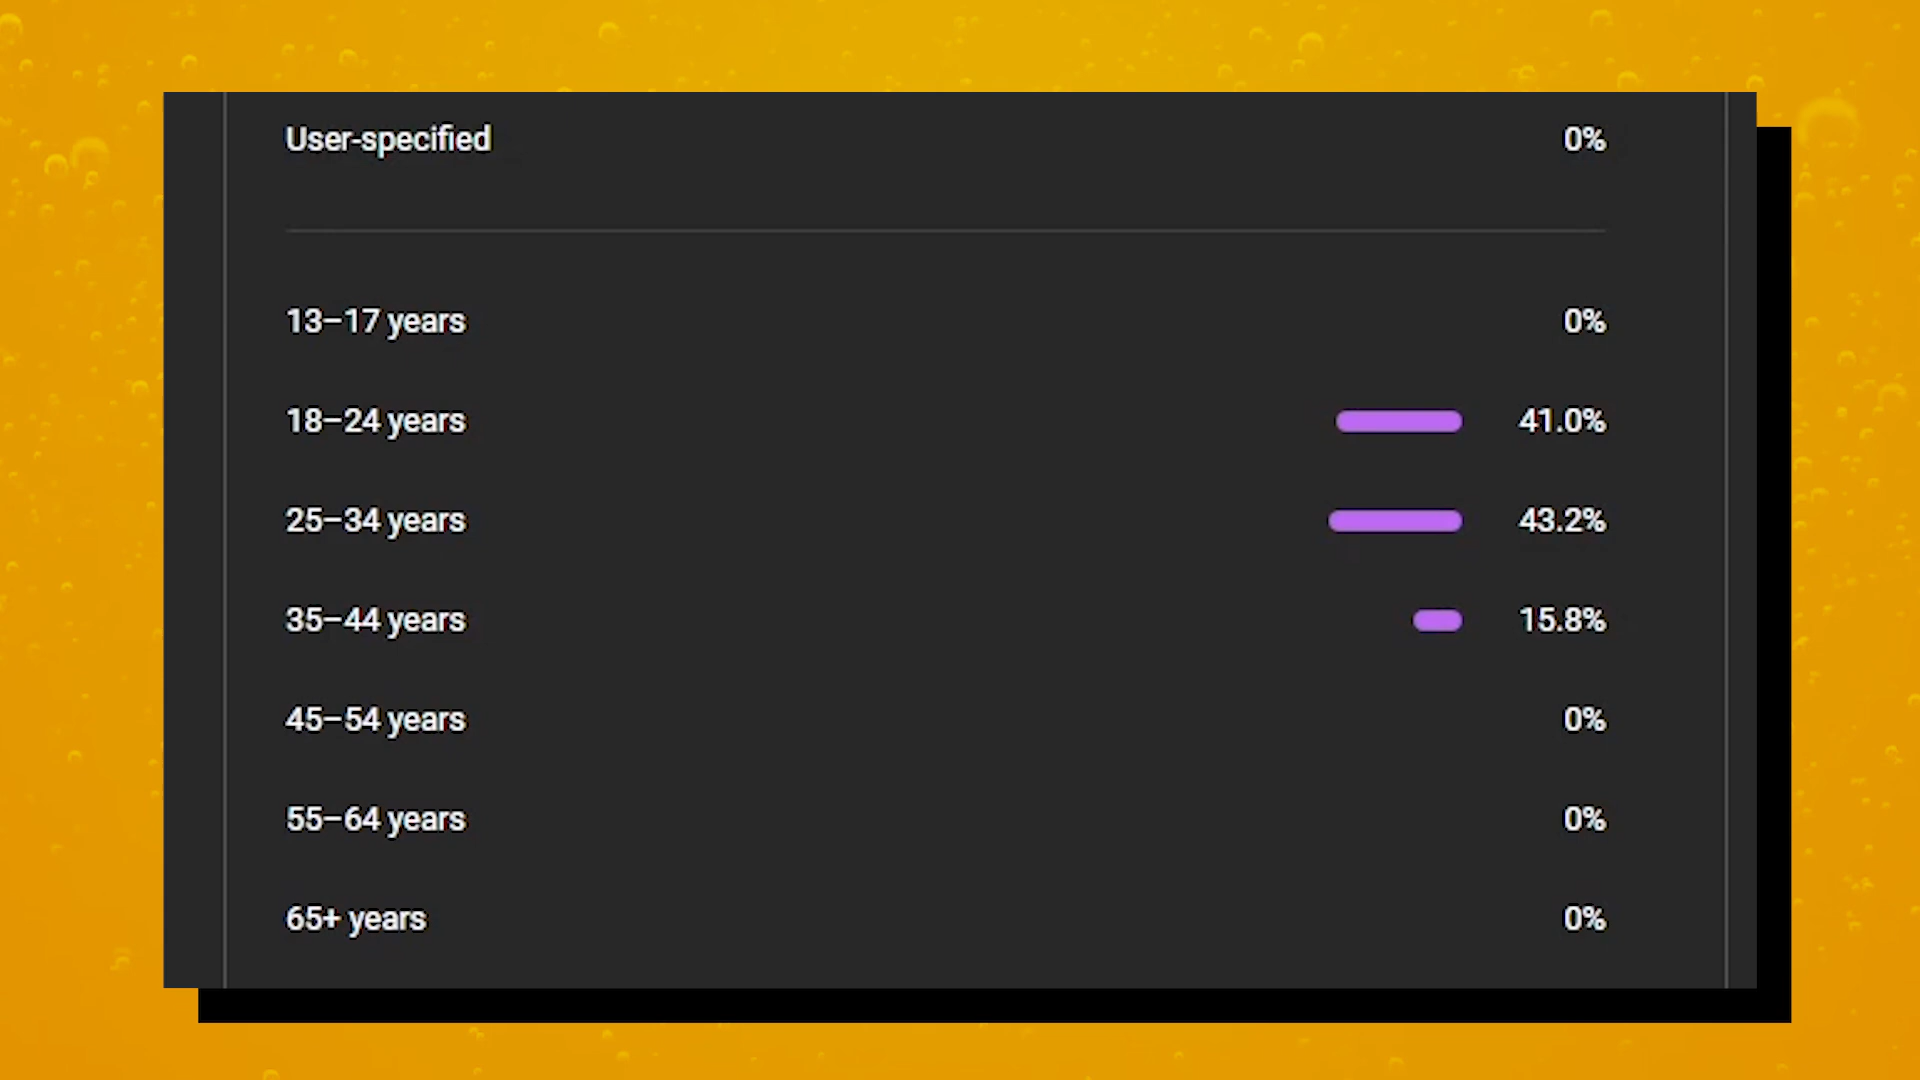 User-specified 0%
13–17 years 0%
18–24 years 41.0%
25–34 years 43.2%
35–44 years 15.8%
45–54 years 0%
55–64 years 0%
65+ years 0%